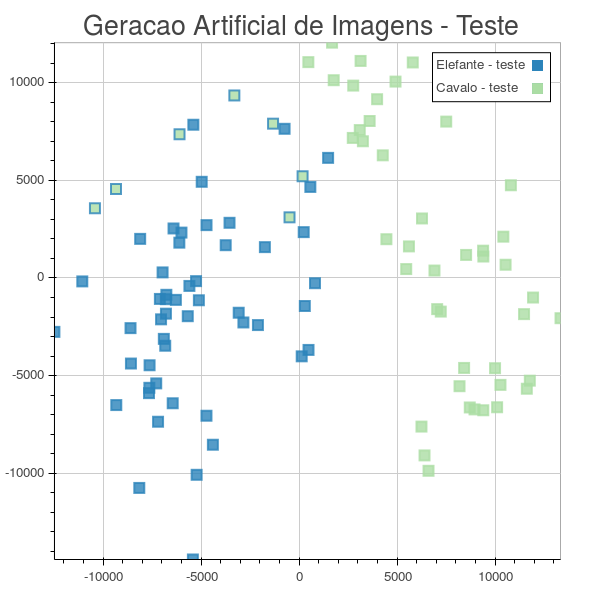 Geracao Artificial de Imagens - Teste
Elefante - teste
Cavalo - teste
10000
5000
0
-5000
-10000
-10000 -5000 0 5000 10000